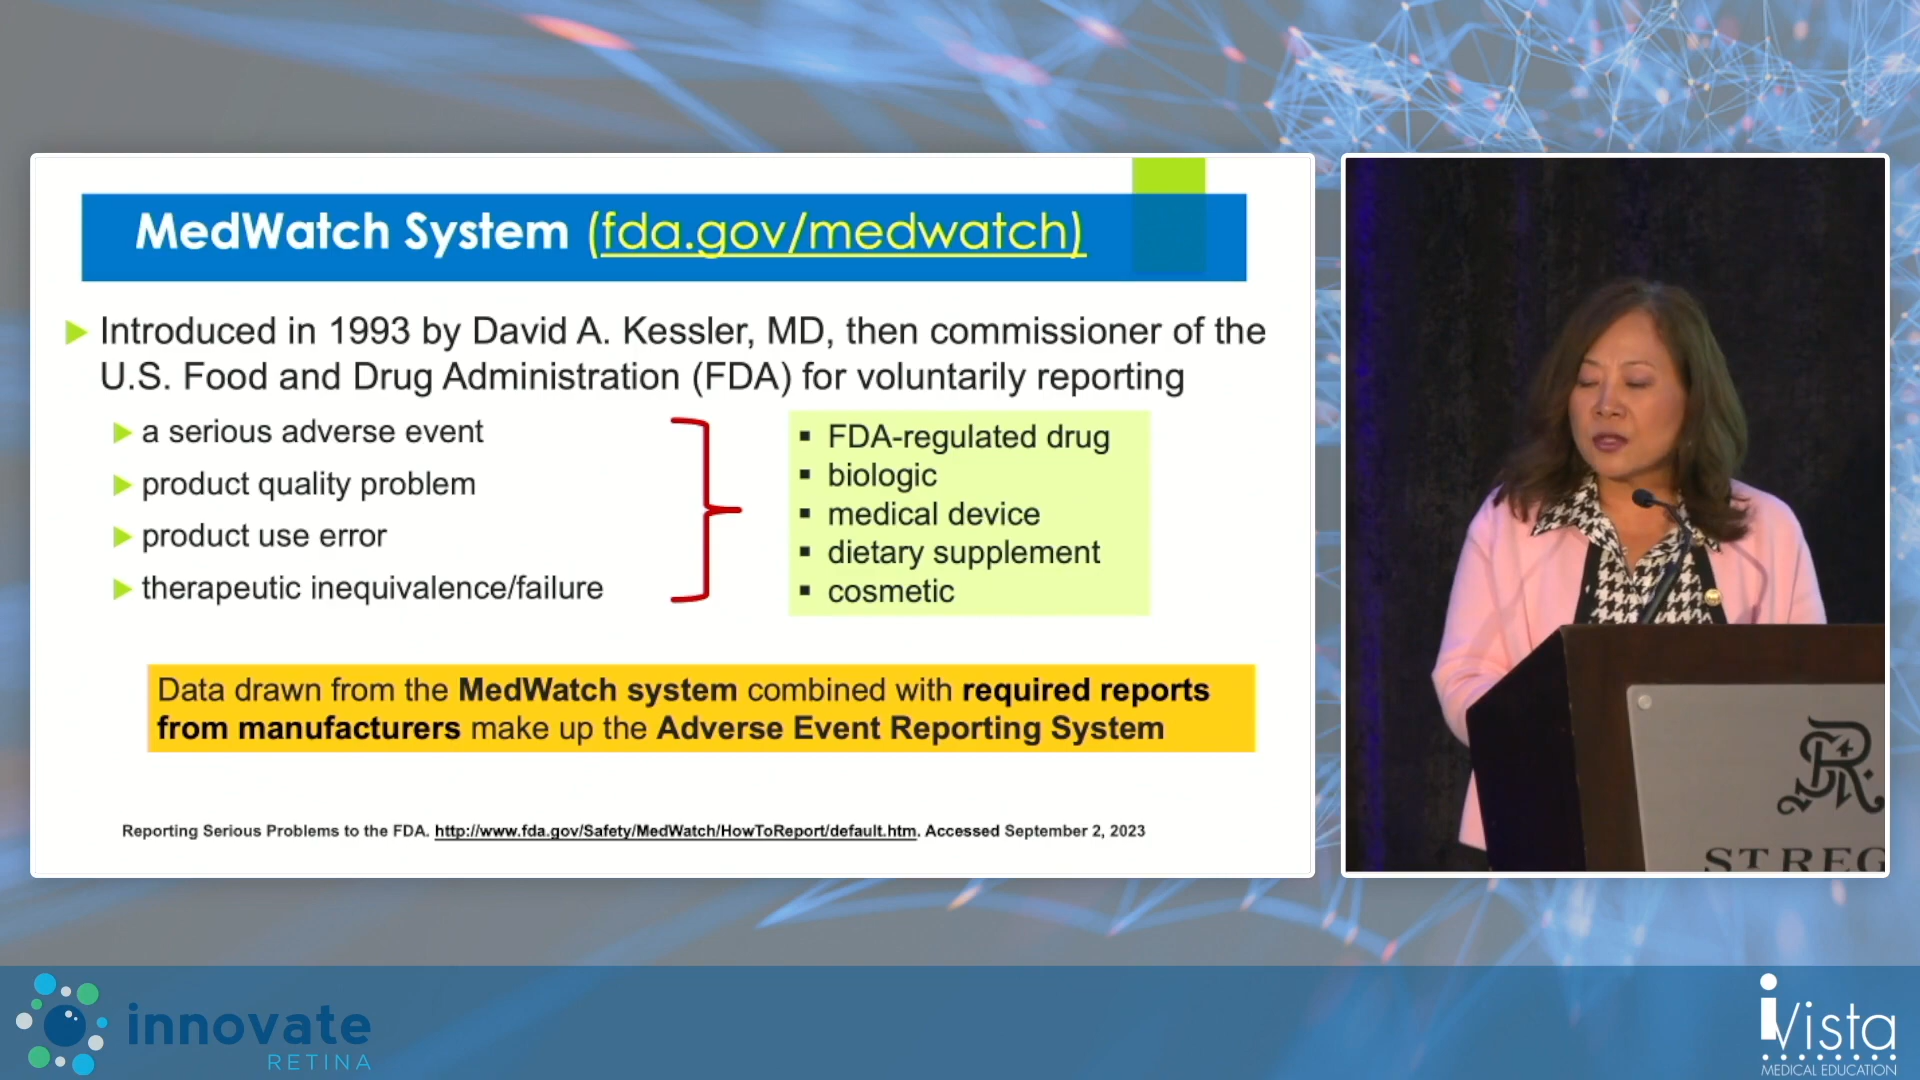 MedWatch System (fda.gov/medwatch)
Introduced in 1993 by David A. Kessler, MD, then commissioner of the
U.S. Food and Drug Administration (FDA) for voluntarily reporting
a serious adverse event
product quality problem
product use error
therapeutic inequivalence/failure
FDA-regulated drug
biologic
medical device
dietary supplement
cosmetic
Data drawn from the MedWatch system combined with required reports
from manufacturers make up the Adverse Event Reporting System
Reporting Serious Problems to the FDA. http://www.fda.gov/Safety/MedWatch/HowToReport/default.htm. Accessed September 2, 2023
R
ST REG
innovate
RETINA
iVista
MEDICAL EDUCATION